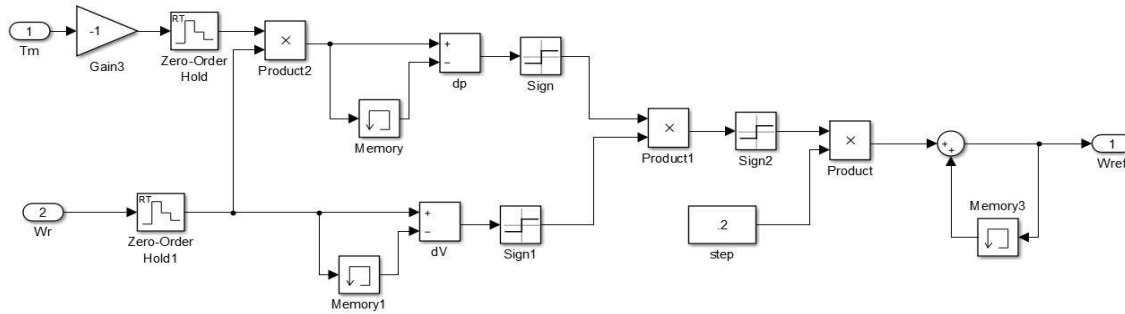 1
Tm
-1
Gain3
RT
Zero-Order
Hold
×
Product2
+
−
dp
Sign
Memory
×
Product1
Sign2
×
Product
+
+
1
Wref
Memory3
2
Wr
RT
Zero-Order
Hold1
+
−
dV
Sign1
Memory1
.2
step